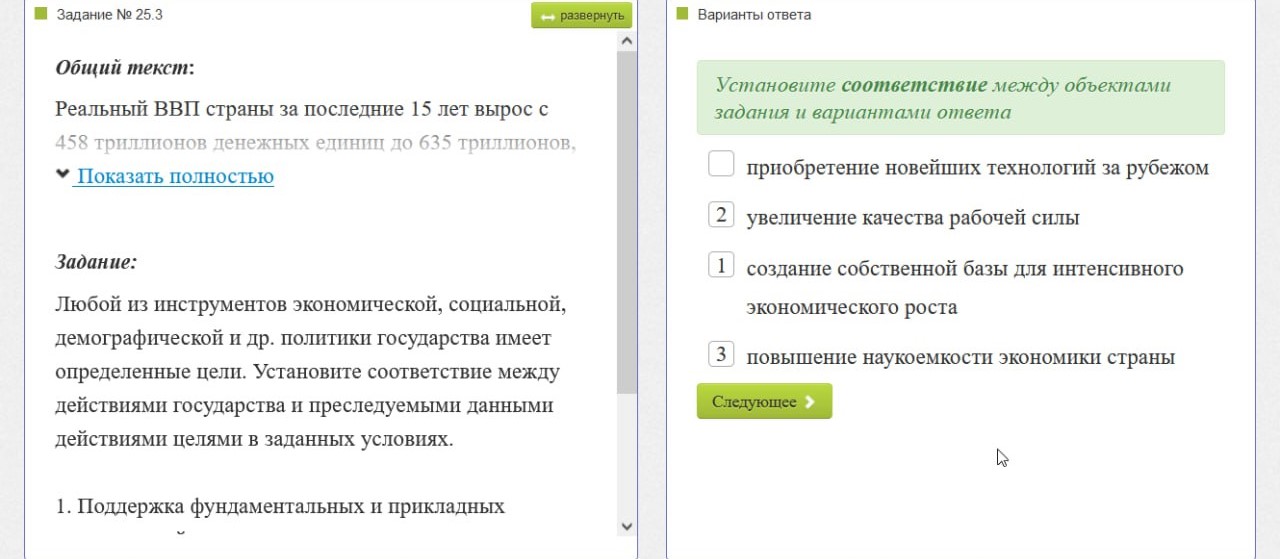 Задание № 25.3
развернуть
Общий текст:
Реальный ВВП страны за последние 15 лет вырос с
458 триллионов денежных единиц до 635 триллионов,
Показать полностью
Задание:
Любой из инструментов экономической, социальной,
демографической и др. политики государства имеет
определенные цели. Установите соответствие между
действиями государства и преследуемыми данными
действиями целями в заданных условиях.
1. Поддержка фундаментальных и прикладных
Варианты ответа
Установите соответствие между объектами
задания и вариантами ответа
приобретение новейших технологий за рубежом
2 увеличение качества рабочей силы
1 создание собственной базы для интенсивного
экономического роста
3 повышение наукоемкости экономики страны
Следующее